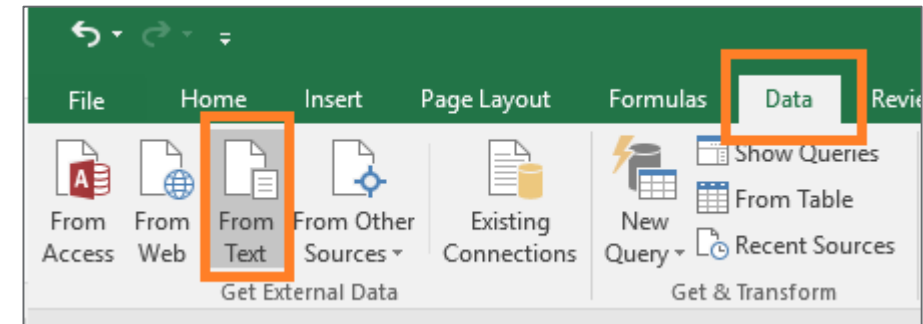 File Home Insert Page Layout Formulas Data Revie
Show Queries
From From From From Other Existing New From Table
Access Web Text Sources Connections Query Recent Sources
Get External Data Get & Transform